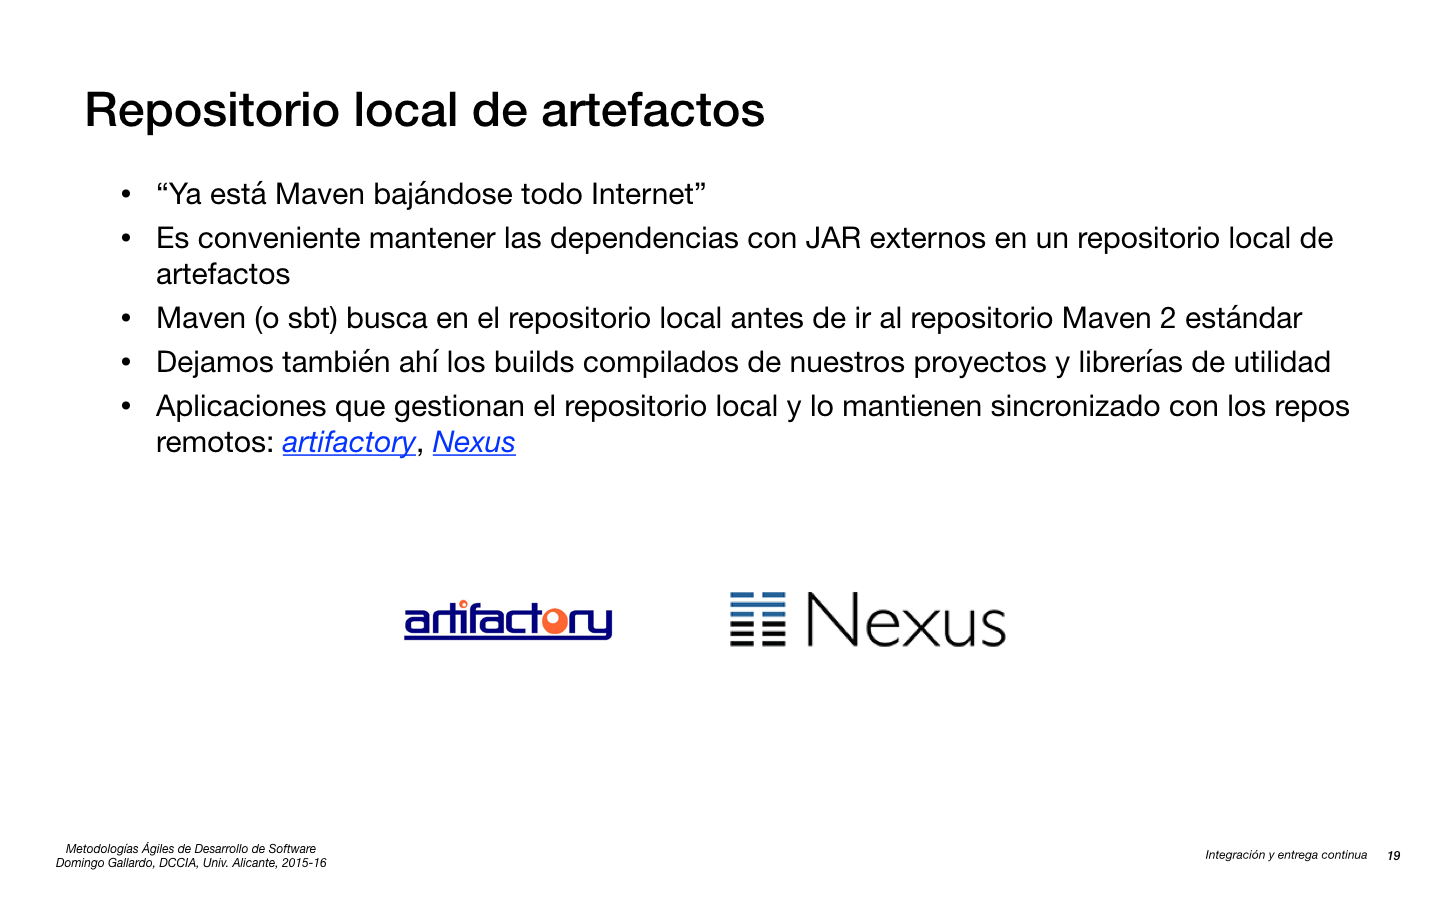 Repositorio local de artefactos
• “Ya está Maven bajándose todo Internet”
• Es conveniente mantener las dependencias con JAR externos en un repositorio local de
artefactos
• Maven (o sbt) busca en el repositorio local antes de ir al repositorio Maven 2 estándar
• Dejamos también ahí los builds compilados de nuestros proyectos y librerías de utilidad
• Aplicaciones que gestionan el repositorio local y lo mantienen sincronizado con los repos
remotos: artifactory, Nexus
artifactory
Nexus
Metodologías Ágiles de Desarrollo de Software
Domingo Gallardo, DCCIA, Univ. Alicante, 2015-16
Integración y entrega continua 19